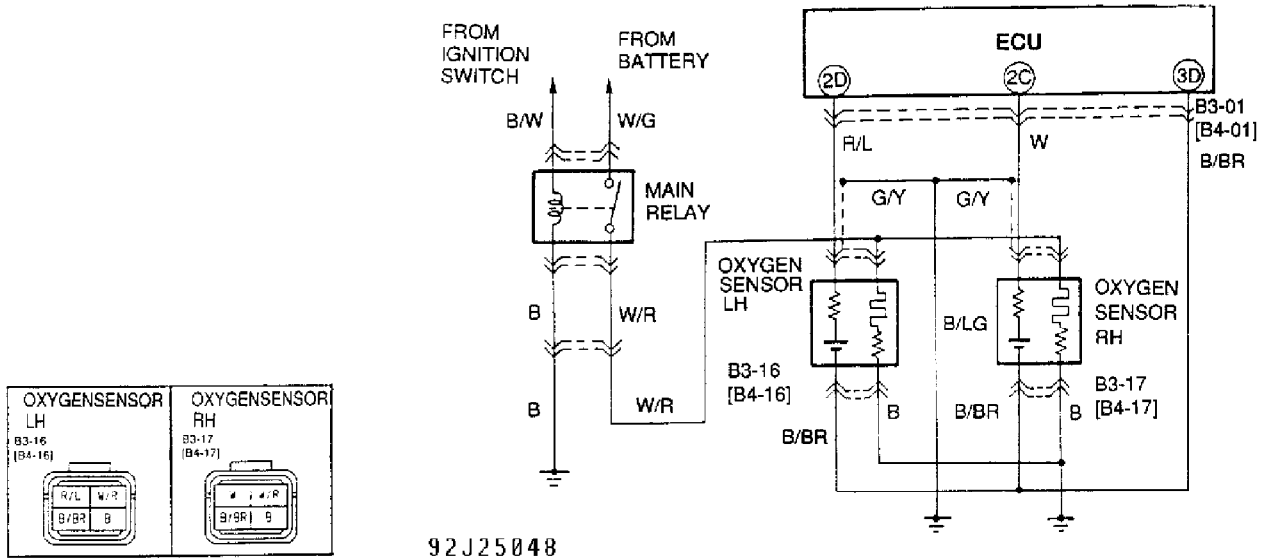 FROM
IGNITION
SWITCH
FROM
BATTERY
ECU
2D
2C
3D
B3-01
[B4-01]
B/W
W/G
R/L
W
B/BR
MAIN
RELAY
G/Y
G/Y
OXYGEN
SENSOR
LH
OXYGEN
SENSOR
RH
B
W/R
B/LG
B3-16
[B4-16]
B3-17
[B4-17]
B
W/R
B/BR
B
B/BR
B
OXYGENSENSOR
LH
B3-16
[B4-16]
R/L W/R
B/BR B
OXYGENSENSOR
RH
B3-17
[B4-17]
W W/R
B/BR B
92J25048